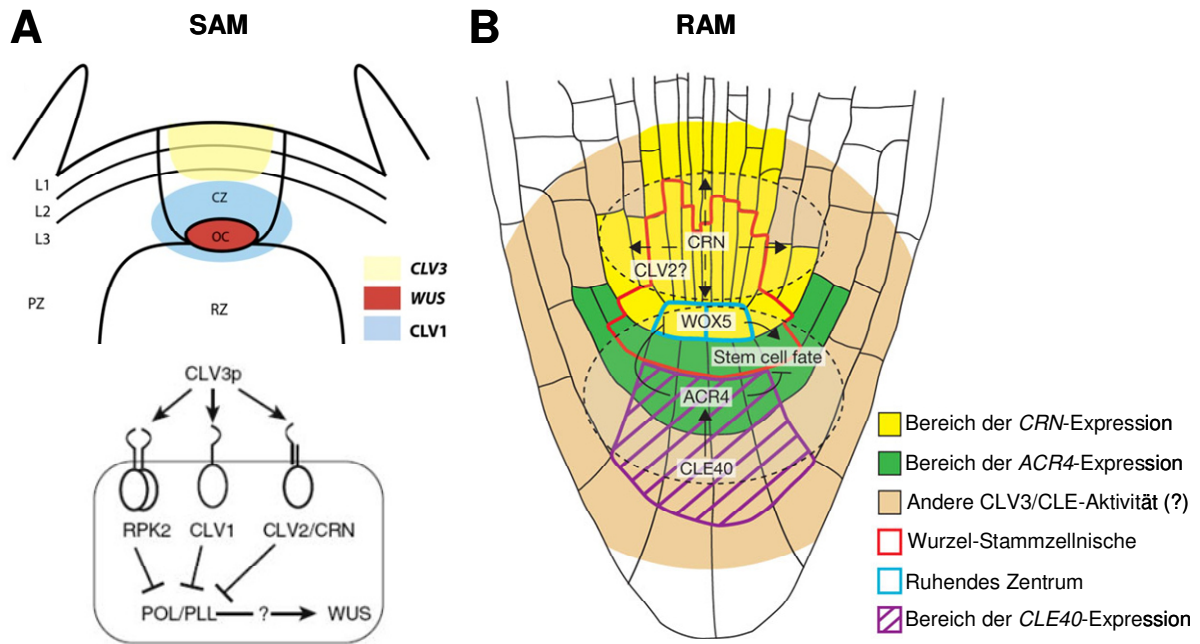 A
SAM
L1
L2
L3
CZ
OC
PZ
RZ
CLV3
WUS
CLV1
CLV3p
RPK2
CLV1
CLV2/CRN
POL/PLL
?
WUS
B
RAM
CRN
CLV2?
WOX5
Stem cell fate
ACR4
CLE40
Bereich der CRN-Expression
Bereich der ACR4-Expression
Andere CLV3/CLE-Aktivität (?)
Wurzel-Stammzellnische
Ruhendes Zentrum
Bereich der CLE40-Expression